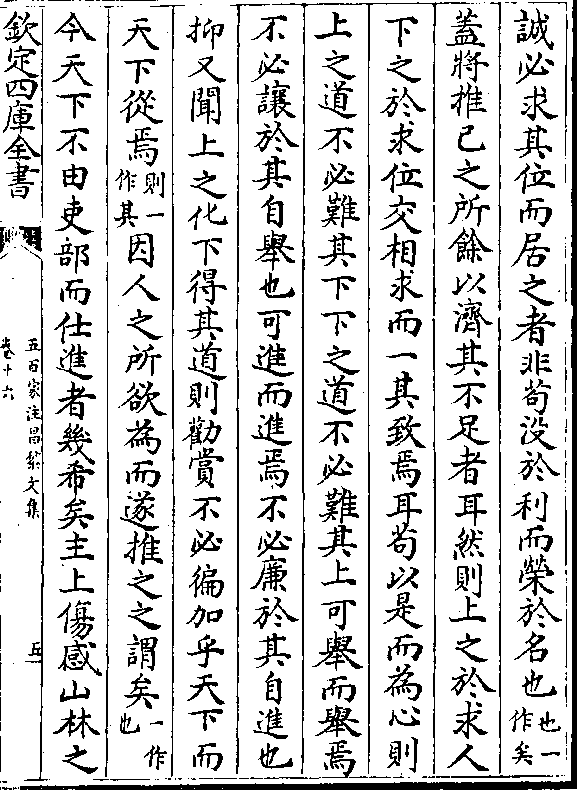 誠必求其位而居之者非苟没於利而榮於名也也一作矣
蓋將推已之所餘以濟其不足者耳然則上之於求人
下之於求位交相求而一其致焉耳苟以是而為心則
上之道不必難其下下之道不必難其上可舉而舉焉
不必讓於其自舉也可進而進焉不必廉於其自進也
抑又聞上之化下得其道則勸賞不必徧加乎天下而
天下從焉則一作其因人之所欲為而遂推之之謂矣一作也
今天下不由吏部而仕進者幾希矣主上傷感山林之
欽定四庫全書
五百家注昌黎文集
卷十六
五